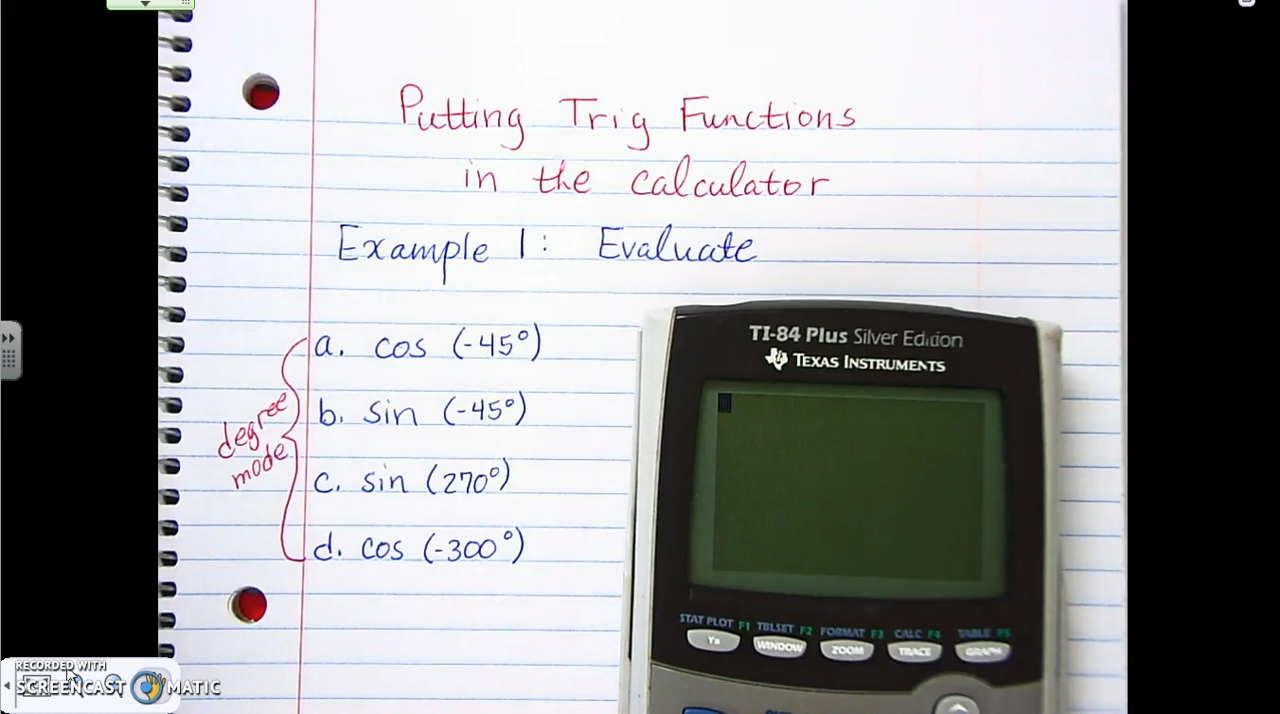 Putting Trig Functions
in the calculator
Example 1: Evaluate
degree
mode
a. cos (-45°)
b. sin (-45°)
c. sin (270°)
d. cos (-300°)
TI-84 Plus Silver Edition
TEXAS INSTRUMENTS
STAT PLOT F1 TBLSET F2 FORMAT F3 CALC F4 TABLE F5
Y= WINDOW ZOOM TRACE GRAPH
RECORDED WITH
SCREENCAST MATIC